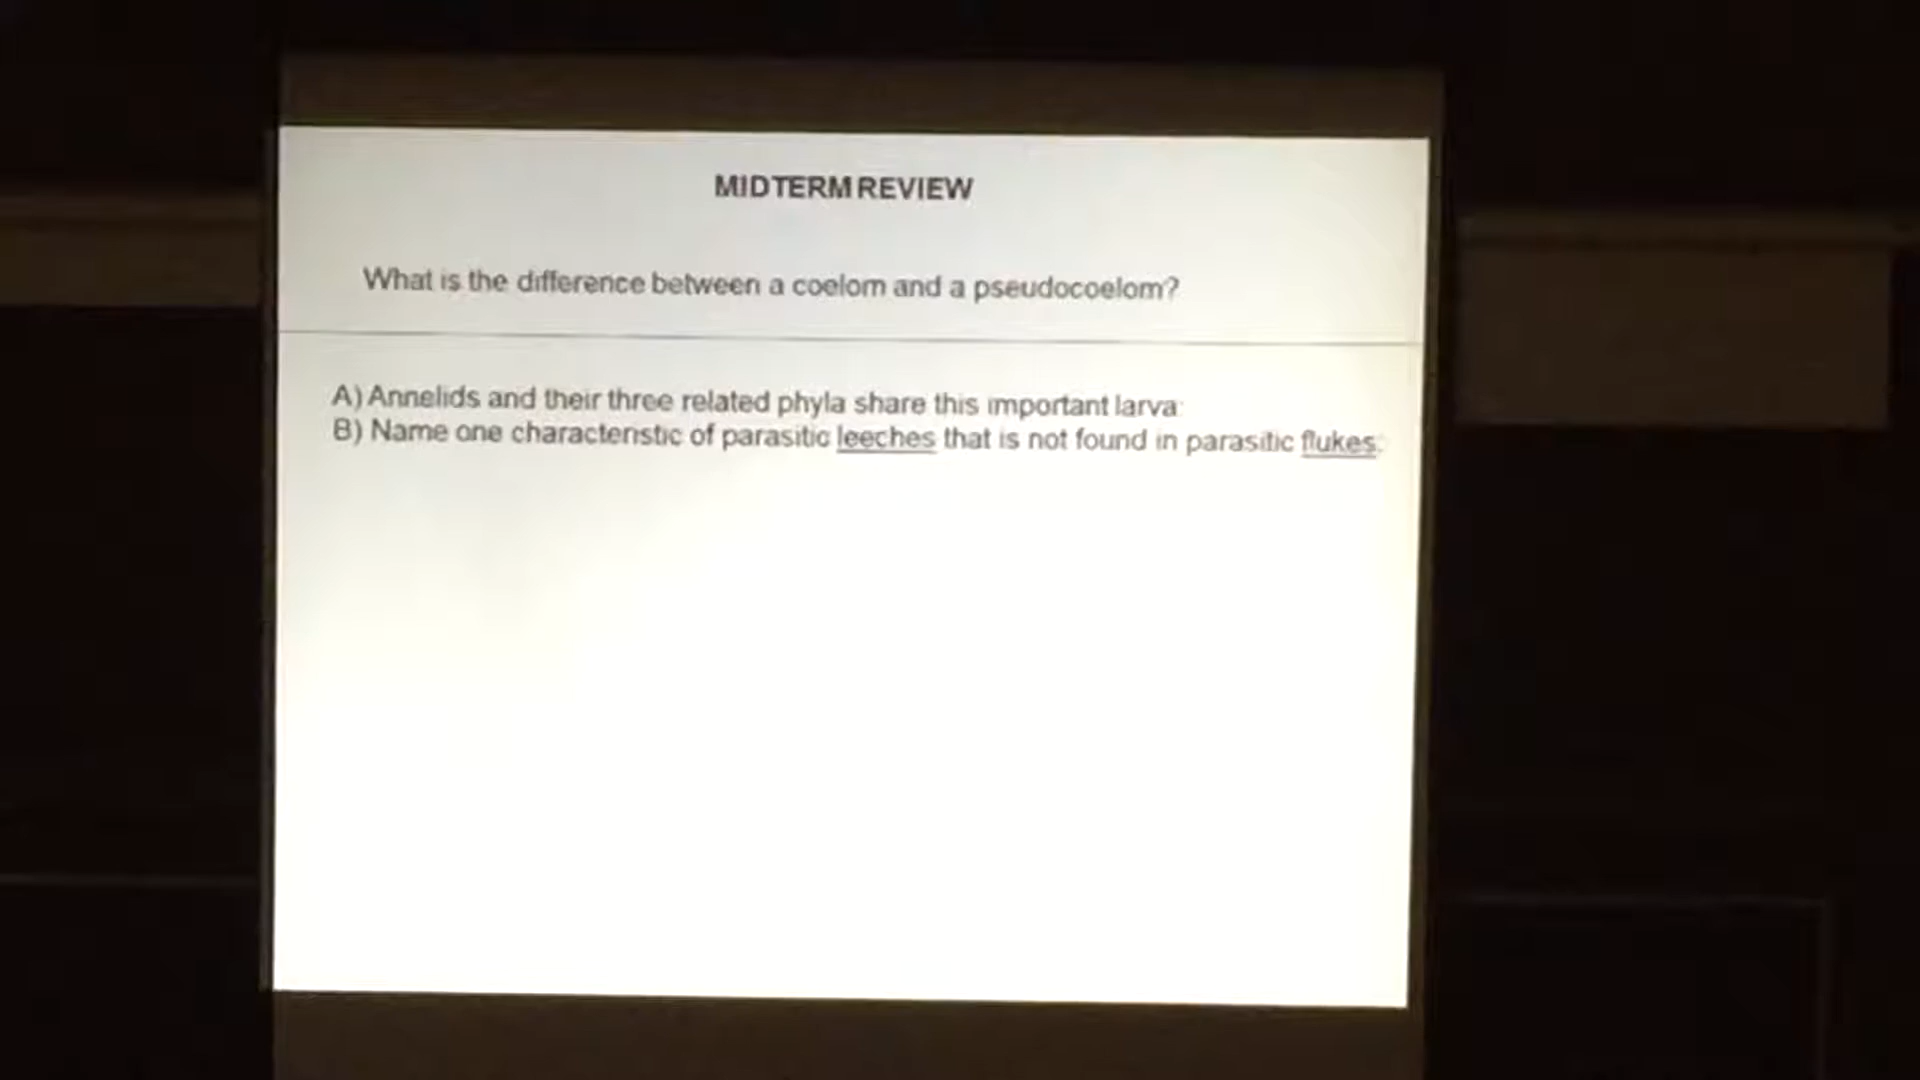 MIDTERM REVIEW
What is the difference between a coelom and a pseudocoelom?
A) Annelids and their three related phyla share this important larva:
B) Name one characteristic of parasitic leeches that is not found in parasitic flukes.